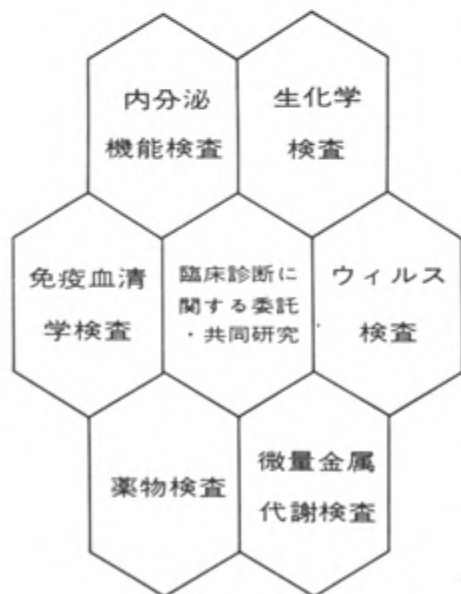 内分泌
機能検査
生化学
検査
免疫血清
学検査
臨床診断に
関する委託
・共同研究
ウィルス
検査
薬物検査
微量金属
代謝検査